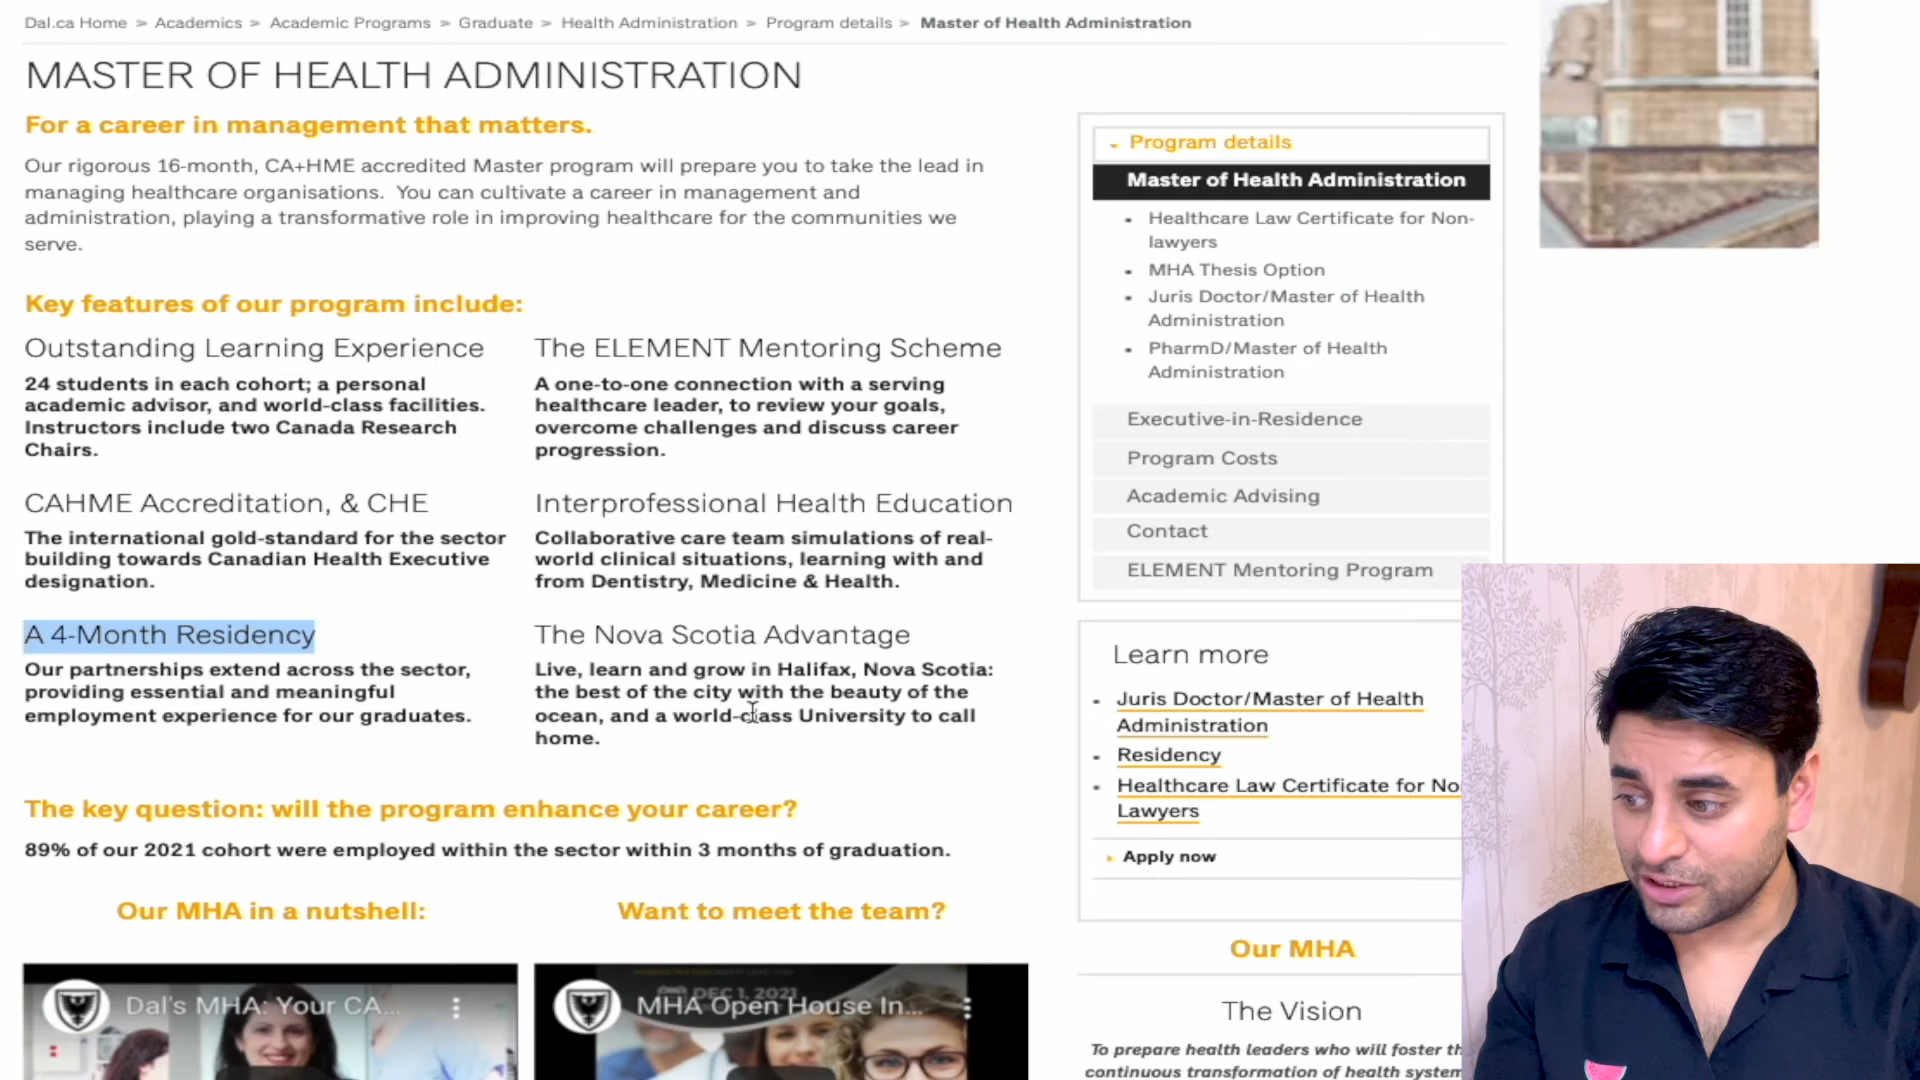 Dal.ca Home > Academics > Academic Programs > Graduate > Health Administration > Program details > Master of Health Administration
MASTER OF HEALTH ADMINISTRATION
For a career in management that matters.
Our rigorous 16-month, CA+HME accredited Master program will prepare you to take the lead in
managing healthcare organisations. You can cultivate a career in management and
administration, playing a transformative role in improving healthcare for the communities we
serve.
Key features of our program include:
Outstanding Learning Experience
24 students in each cohort; a personal
academic advisor, and world-class facilities.
Instructors include two Canada Research
Chairs.
The ELEMENT Mentoring Scheme
A one-to-one connection with a serving
healthcare leader, to review your goals,
overcome challenges and discuss career
progression.
CAHME Accreditation, & CHE
The international gold-standard for the sector
building towards Canadian Health Executive
designation.
Interprofessional Health Education
Collaborative care team simulations of real-
world clinical situations, learning with and
from Dentistry, Medicine & Health.
A 4-Month Residency
Our partnerships extend across the sector,
providing essential and meaningful
employment experience for our graduates.
The Nova Scotia Advantage
Live, learn and grow in Halifax, Nova Scotia:
the best of the city with the beauty of the
ocean, and a world-class University to call
home.
The key question: will the program enhance your career?
89% of our 2021 cohort were employed within the sector within 3 months of graduation.
Our MHA in a nutshell:
Dal's MHA: Your CA...
Want to meet the team?
DEC 1, 2021
MHA Open House In...
Program details
Master of Health Administration
Healthcare Law Certificate for Non-
lawyers
MHA Thesis Option
Juris Doctor/Master of Health
Administration
PharmD/Master of Health
Administration
Executive-in-Residence
Program Costs
Academic Advising
Contact
ELEMENT Mentoring Program
Learn more
Juris Doctor/Master of Health
Administration
Residency
Healthcare Law Certificate for No
Lawyers
Apply now
Our MHA
The Vision
To prepare health leaders who will foster th
continuous transformation of health system